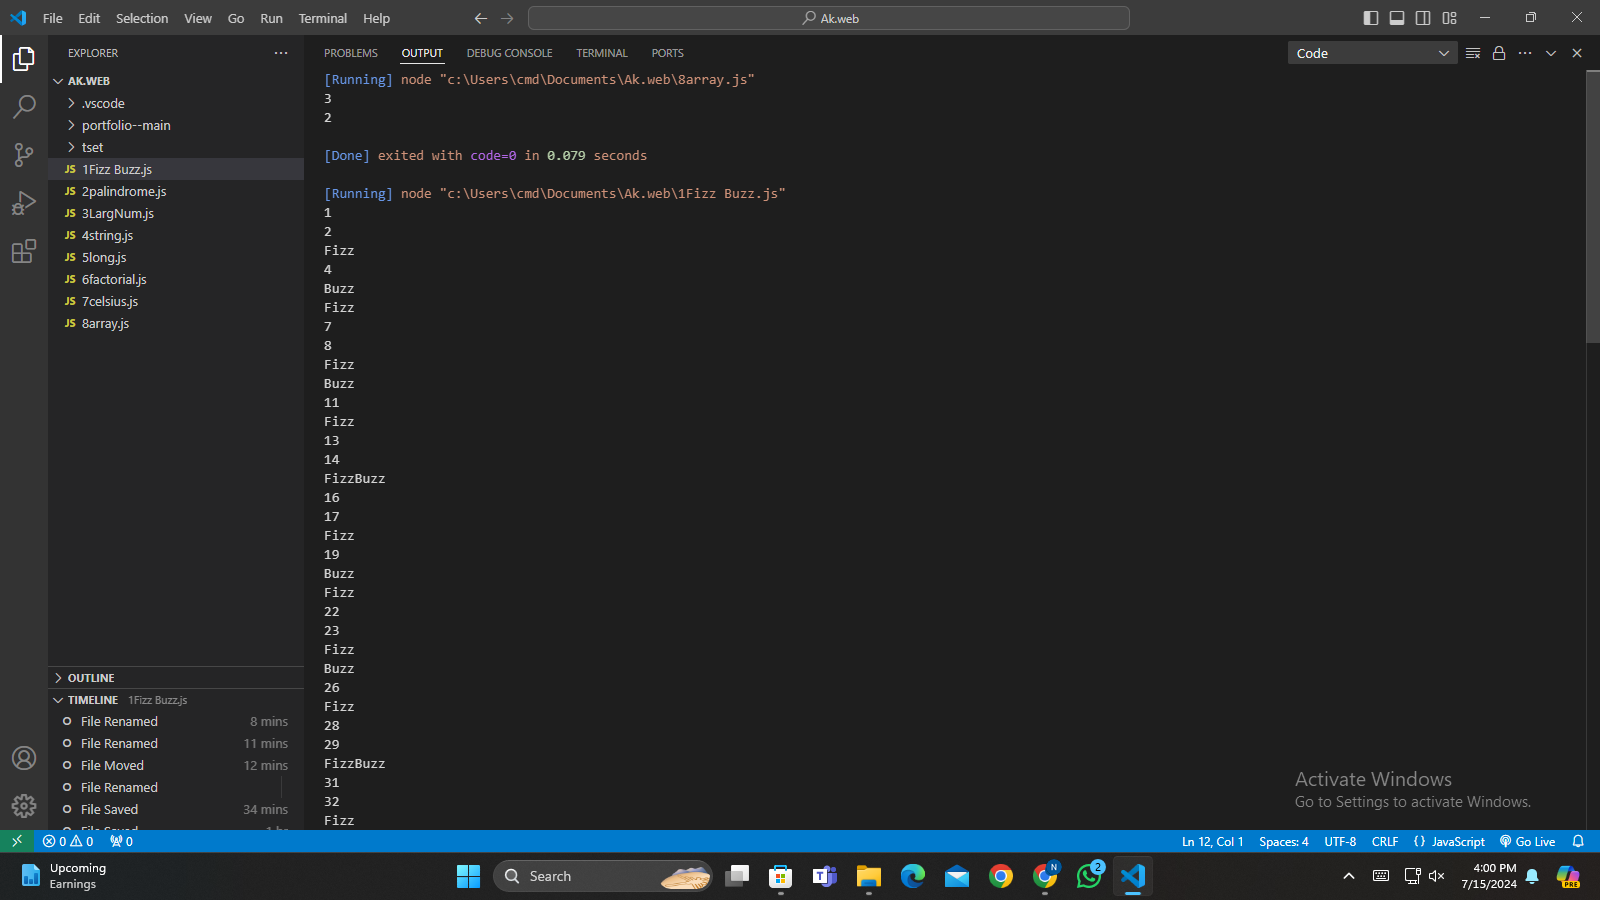 File Edit Selection View Go Run Terminal Help
Ak.web
EXPLORER
AK.WEB
.vscode
portfolio--main
tset
JS 1Fizz Buzz.js
JS 2palindrome.js
JS 3LargNum.js
JS 4string.js
JS 5long.js
JS 6factorial.js
JS 7celsius.js
JS 8array.js
OUTLINE
TIMELINE 1Fizz Buzz.js
File Renamed 8 mins
File Renamed 11 mins
File Moved 12 mins
File Renamed
File Saved 34 mins
PROBLEMS OUTPUT DEBUG CONSOLE TERMINAL PORTS
Code
[Running] node "c:\Users\cmd\Documents\Ak.web\8array.js"
3
2
[Done] exited with code=0 in 0.079 seconds
[Running] node "c:\Users\cmd\Documents\Ak.web\1Fizz Buzz.js"
1
2
Fizz
4
Buzz
Fizz
7
8
Fizz
Buzz
11
Fizz
13
14
FizzBuzz
16
17
Fizz
19
Buzz
Fizz
22
23
Fizz
Buzz
26
Fizz
28
29
FizzBuzz
31
32
Fizz
Activate Windows
Go to Settings to activate Windows.
0 0 0
Ln 12, Col 1 Spaces: 4 UTF-8 CRLF {} JavaScript Go Live
Upcoming
Earnings
Search
N
2
4:00 PM
7/15/2024
PRE